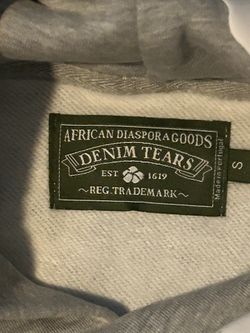 AFRICAN DIASPORA GOODS
DENIM TEARS
EST 1619
~REG. TRADEMARK~
S
Made in Portugal